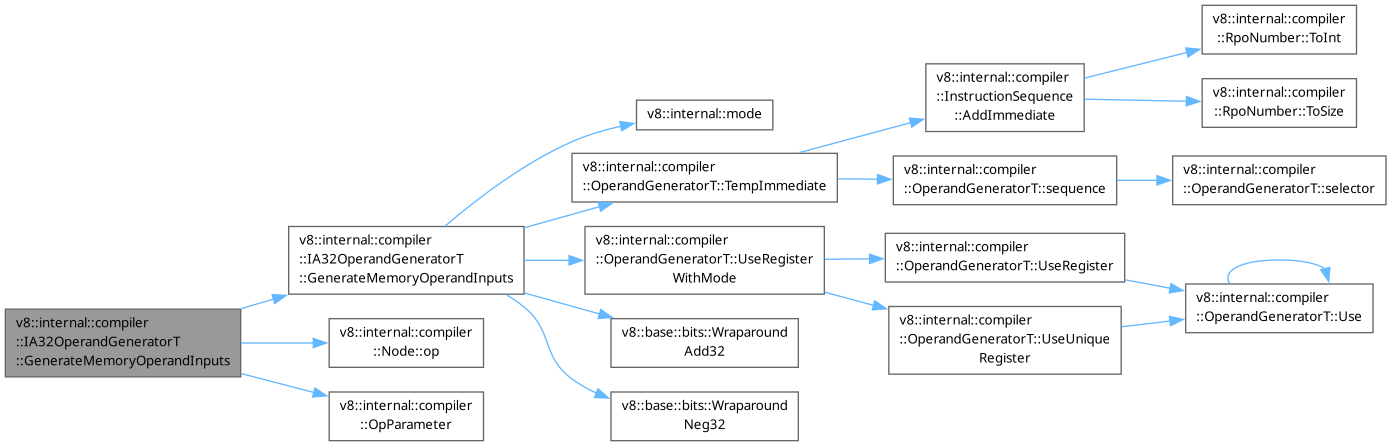 v8::internal::compiler
::IA32OperandGeneratorT
::GenerateMemoryOperandInputs
v8::internal::compiler
::IA32OperandGeneratorT
::GenerateMemoryOperandInputs
v8::internal::compiler
::Node::op
v8::internal::compiler
::OpParameter
v8::internal::mode
v8::internal::compiler
::OperandGeneratorT::TempImmediate
v8::internal::compiler
::OperandGeneratorT::UseRegister
WithMode
v8::base::bits::Wraparound
Add32
v8::base::bits::Wraparound
Neg32
v8::internal::compiler
::InstructionSequence
::AddImmediate
v8::internal::compiler
::OperandGeneratorT::sequence
v8::internal::compiler
::OperandGeneratorT::UseRegister
v8::internal::compiler
::OperandGeneratorT::UseUnique
Register
v8::internal::compiler
::RpoNumber::ToInt
v8::internal::compiler
::RpoNumber::ToSize
v8::internal::compiler
::OperandGeneratorT::selector
v8::internal::compiler
::OperandGeneratorT::Use